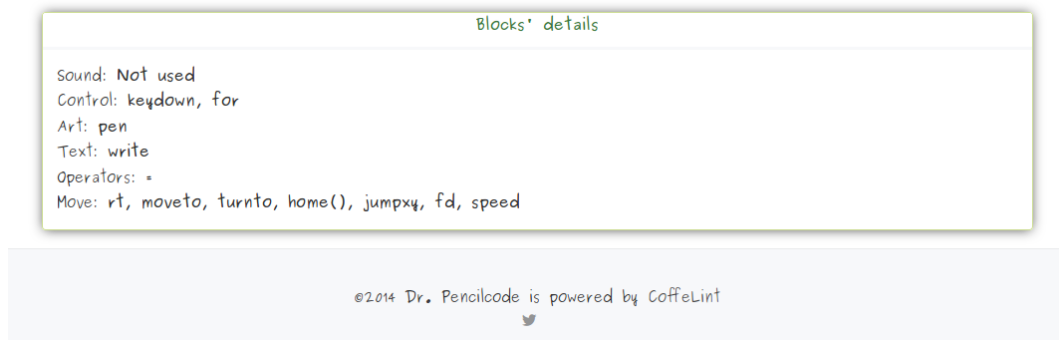 Blocks' details
Sound: Not used
Control: keydown, for
Art: pen
Text: write
Operators: =
Move: rt, moveto, turnto, home(), jumpxy, fd, speed
©2014 Dr. Pencilcode is powered by CoffeLint